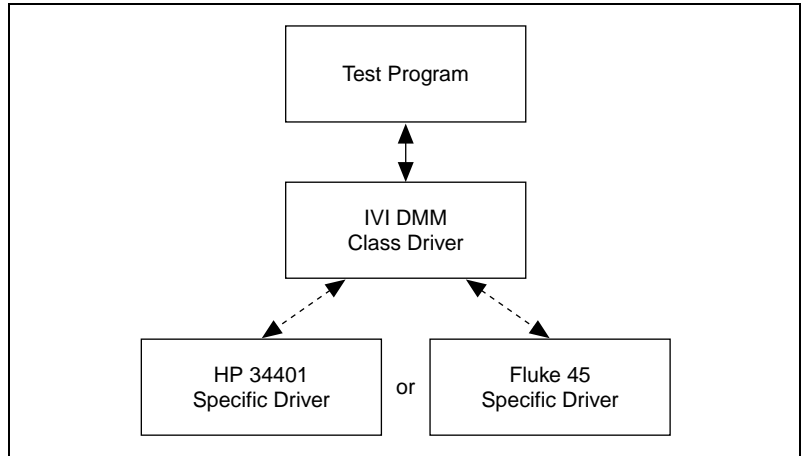 Test Program
IVI DMM
Class Driver
HP 34401
Specific Driver
or
Fluke 45
Specific Driver